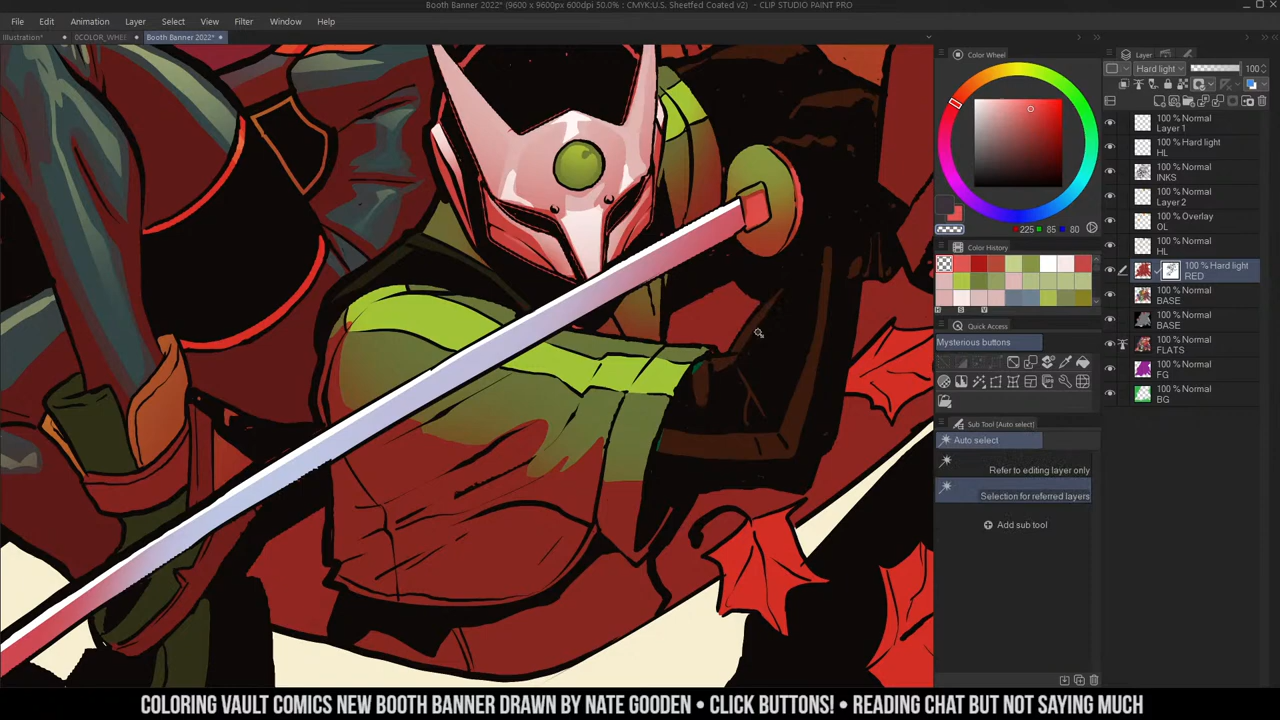 Booth Banner 2022* (9600 x 9600px 600dpi 50.0% : CMYK:U.S. Sheetfed Coated v2) - CLIP STUDIO PAINT PRO
File Edit Animation Layer Select View Filter Window Help
Illustration* 0COLOR_WHEE Booth Banner 2022*
Color Wheel
225 85 80
Color History
H S V
Quick Access
Mysterious buttons
Sub Tool [Auto select]
Auto select
Refer to editing layer only
Selection for referred layers
Add sub tool
Layer
Hard light 100
100 % Normal
Layer 1
100 % Hard light
HL
100 % Normal
INKS
100 % Normal
Layer 2
100 % Overlay
OL
100 % Normal
HL
100 % Hard light
RED
100 % Normal
BASE
100 % Normal
BASE
100 % Normal
FLATS
100 % Normal
FG
100 % Normal
BG
COLORING VAULT COMICS NEW BOOTH BANNER DRAWN BY NATE GOODEN • CLICK BUTTONS! • READING CHAT BUT NOT SAYING MUCH